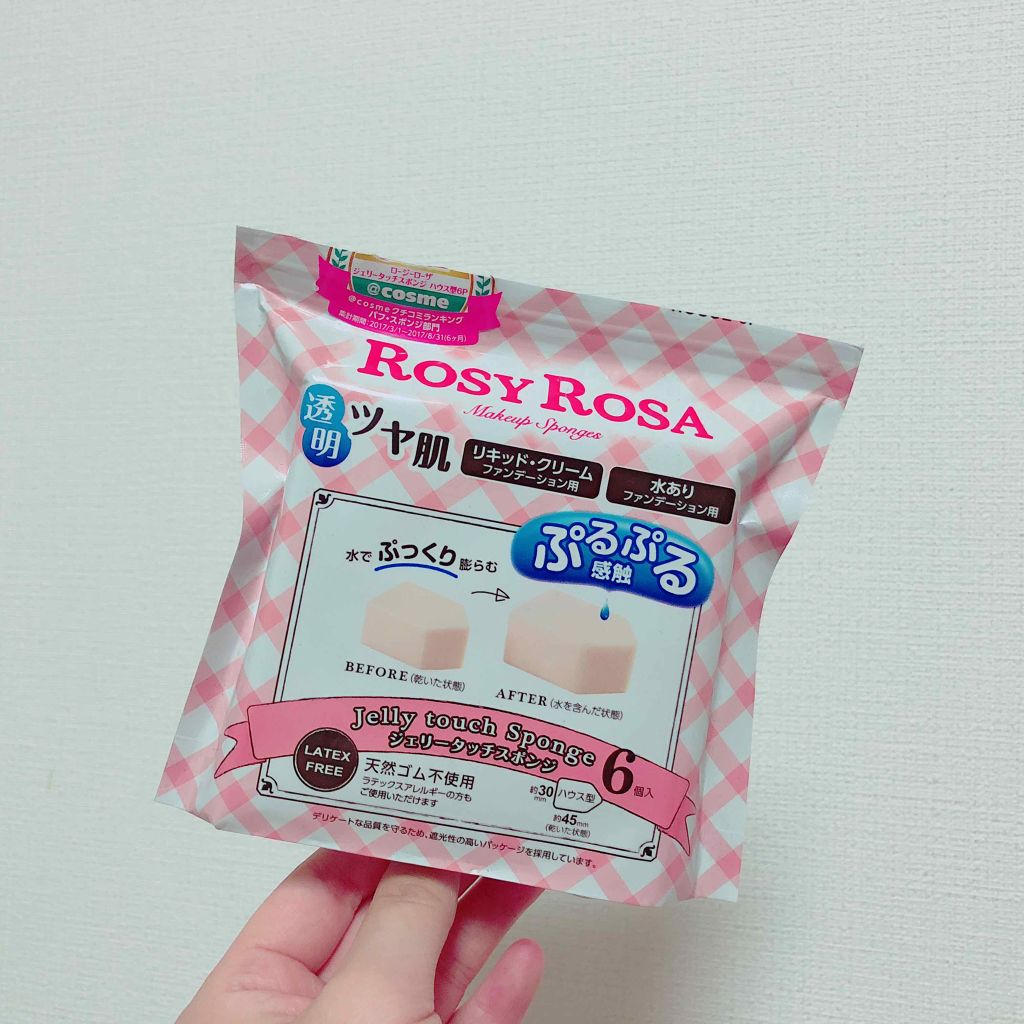 ロージーローザ
ジェリータッチスポンジ ハウス型6P
@cosme
@cosmeクチコミランキング
パフ・スポンジ部門
集計期間:2017/3/1~2017/8/31(6ヶ月)
ROSY ROSA
Makeup Sponges
透明
ツヤ肌
リキッド・クリーム
ファンデーション用
水あり
ファンデーション用
水でぷっくり膨らむ
ぷるぷる
感触
BEFORE(乾いた状態)
AFTER(水を含んだ状態)
Jelly touch Sponge
ジェリータッチスポンジ
6個入
LATEX
FREE
天然ゴム不使用
ラテックスアレルギーの方も
ご使用いただけます
約30mm
ハウス型
約45mm
(乾いた状態)
デリケートな品質を守るため、遮光性の高いパッケージを採用しています。